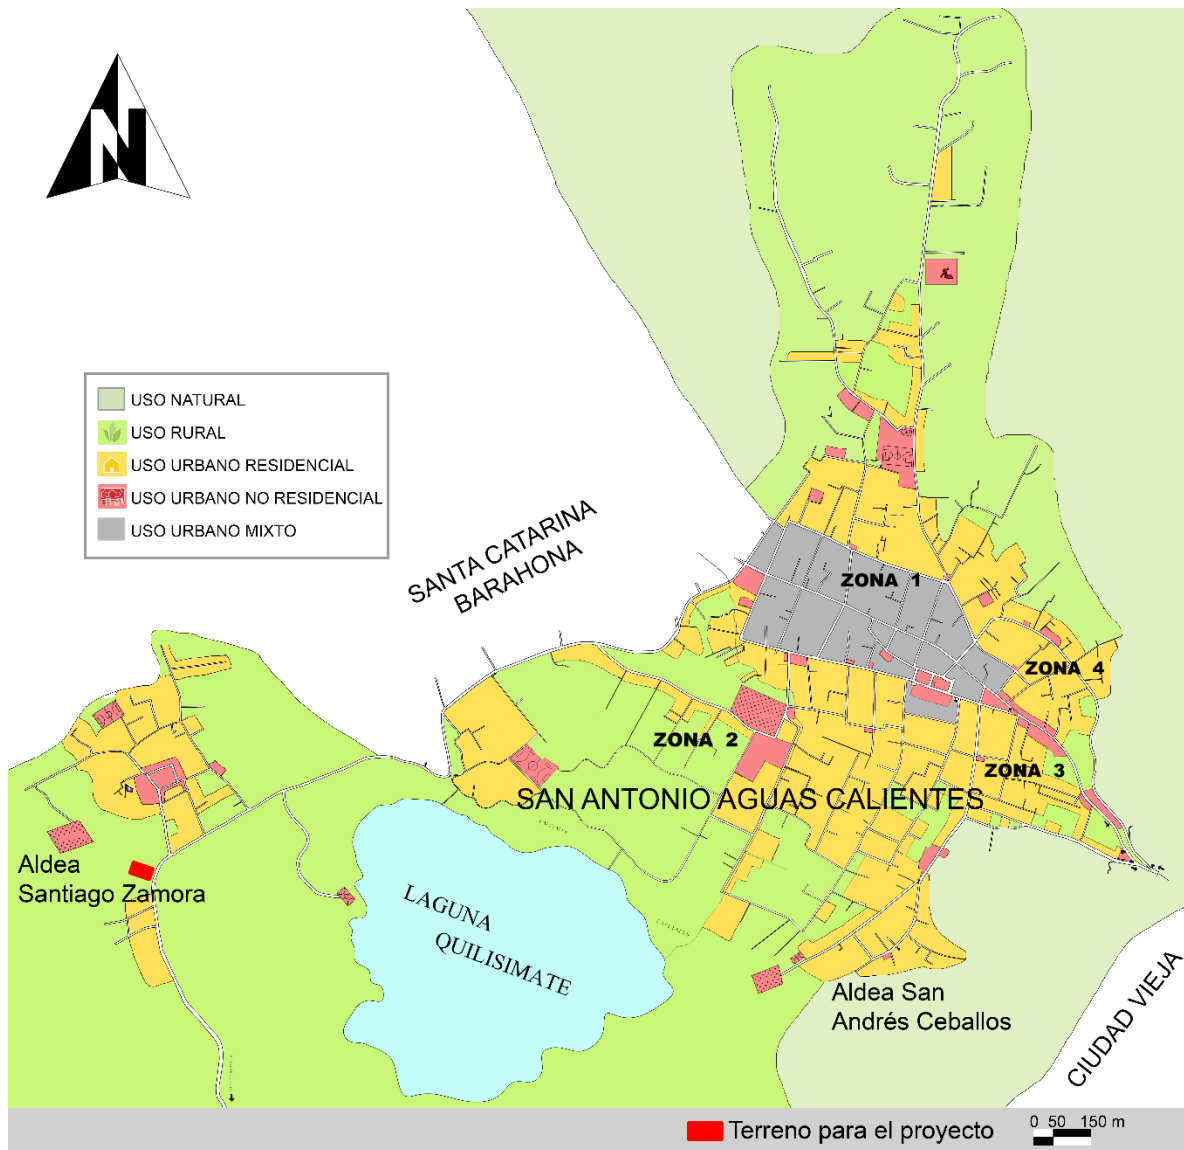 N
USO NATURAL
USO RURAL
USO URBANO RESIDENCIAL
USO URBANO NO RESIDENCIAL
USO URBANO MIXTO
SANTA CATARINA
BARAHONA
ZONA 1
ZONA 4
ZONA 2
ZONA 3
SAN ANTONIO AGUAS CALIENTES
Aldea
Santiago Zamora
LAGUNA
QUILISIMATE
CAFETALES
Aldea San
Andrés Ceballos
CIUDAD VIEJA
Terreno para el proyecto
0 50 150 m